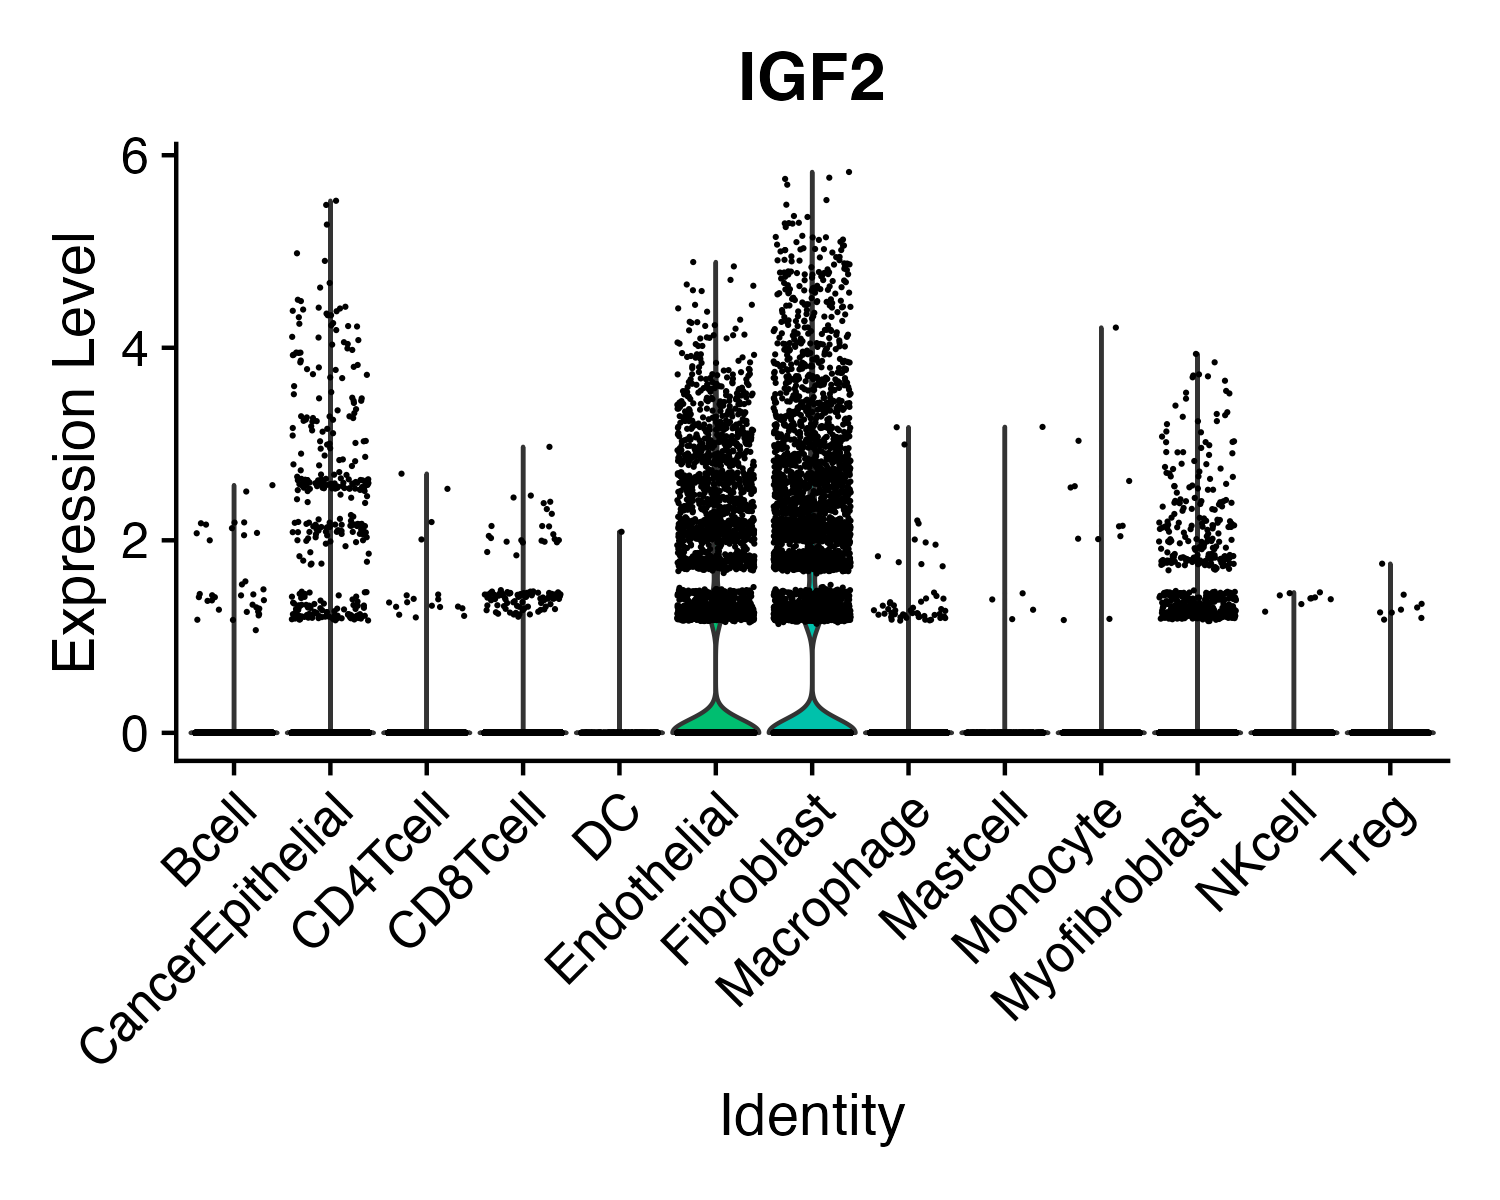 IGF2
Expression Level
6
4
2
0
Bcell
CancerEpithelial
CD4Tcell
CD8Tcell
DC
Endothelial
Fibroblast
Macrophage
Mastcell
Monocyte
Myofibroblast
NKcell
Treg
Identity